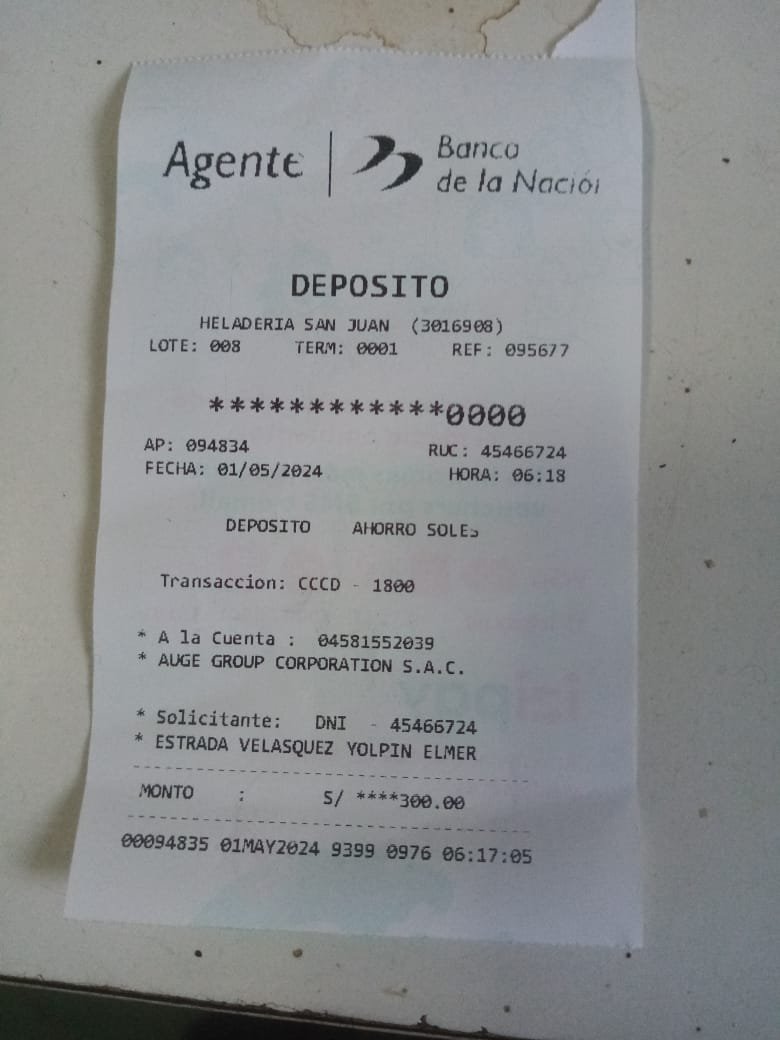 Agente | Banco
de la Nación
DEPOSITO
HELADERIA SAN JUAN (3016908)
LOTE: 008 TERM: 0001 REF: 095677
************0000
AP: 094834 RUC: 45466724
FECHA: 01/05/2024 HORA: 06:18
DEPOSITO AHORRO SOLES
Transaccion: CCCD - 1800
* A la Cuenta : 04581552039
* AUGE GROUP CORPORATION S.A.C.
* Solicitante: DNI - 45466724
* ESTRADA VELASQUEZ YOLPIN ELMER
MONTO : S/ ****300.00
00094835 01MAY2024 9399 0976 06:17:05